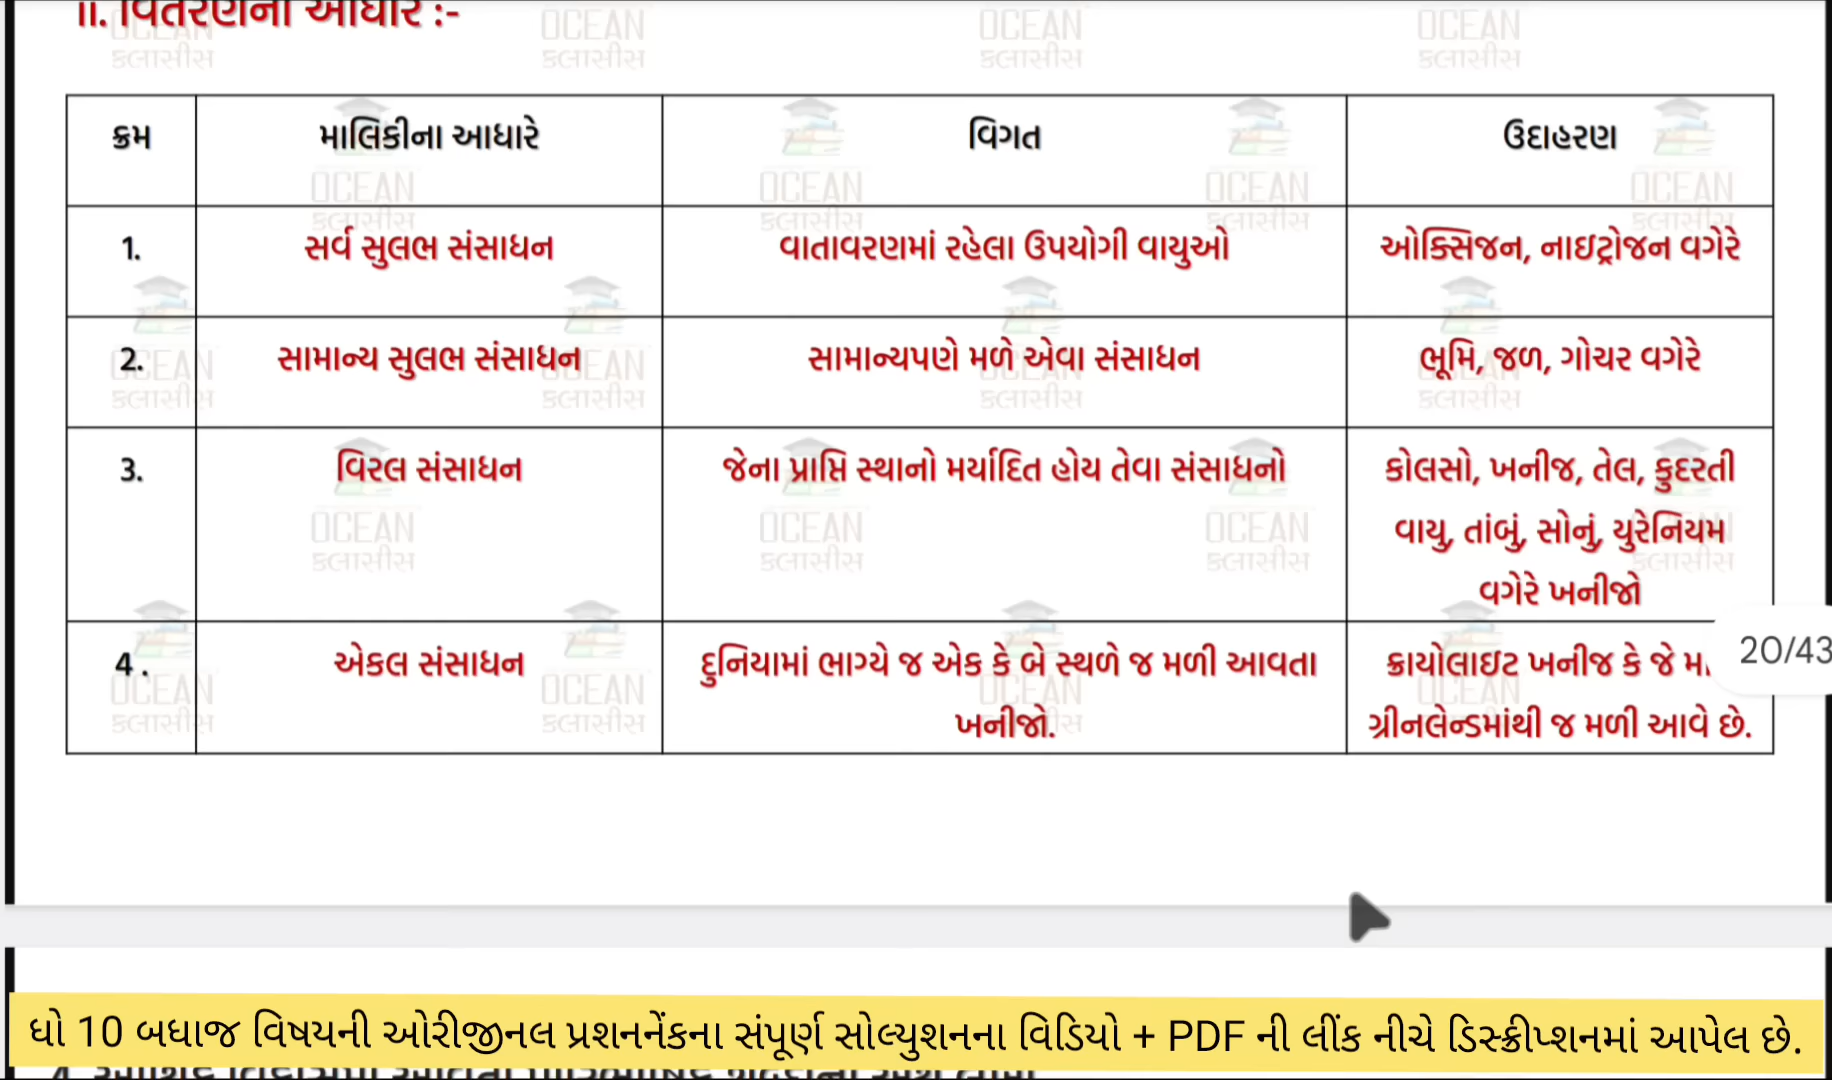 ii. વિતરણના આધારે :-
ક્રમ માલિકીના આધારે વિગત ઉદાહરણ
1. સર્વ સુલભ સંસાધન વાતાવરણમાં રહેલા ઉપયોગી વાયુઓ ઓક્સિજન, નાઇટ્રોજન વગેરે
2. સામાન્ય સુલભ સંસાધન સામાન્યપણે મળે એવા સંસાધન ભૂમિ, જળ, ગોચર વગેરે
3. વિરલ સંસાધન જેના પ્રાપ્તિ સ્થાનો મર્યાદિત હોય તેવા સંસાધનો કોલસો, ખનીજ, તેલ, કુદરતી
વાયુ, તાંબું, સોનું, યુરેનિયમ
વગેરે ખનીજો
4 . એકલ સંસાધન દુનિયામાં ભાગ્યે જ એક કે બે સ્થળે જ મળી આવતા ક્રાયોલાઇટ ખનીજ કે જે
ખનીજો. ગ્રીનલેન્ડમાંથી જ મળી આવે છે.
20/43
ધો 10 બધાજ વિષયની ઓરીજીનલ પ્રશનનેંકના સંપૂર્ણ સોલ્યુશનના વિડિયો + PDF ની લીંક નીચે ડિસ્ક્રીપ્શનમાં આપેલ છે.